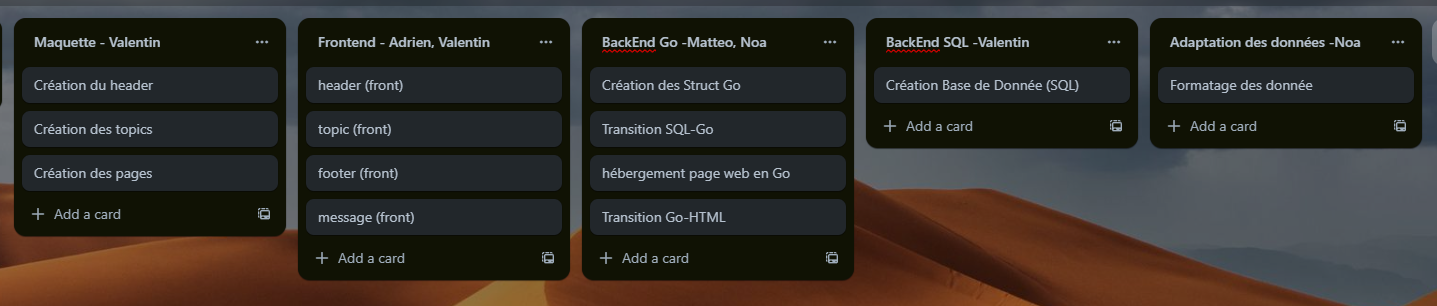 Maquette - Valentin
Création du header
Création des topics
Création des pages
Add a card
Frontend - Adrien, Valentin
header (front)
topic (front)
footer (front)
message (front)
Add a card
BackEnd Go -Matteo, Noa
Création des Struct Go
Transition SQL-Go
hébergement page web en Go
Transition Go-HTML
Add a card
BackEnd SQL -Valentin
Création Base de Donnée (SQL)
Add a card
Adaptation des données -Noa
Formatage des donnée
Add a card